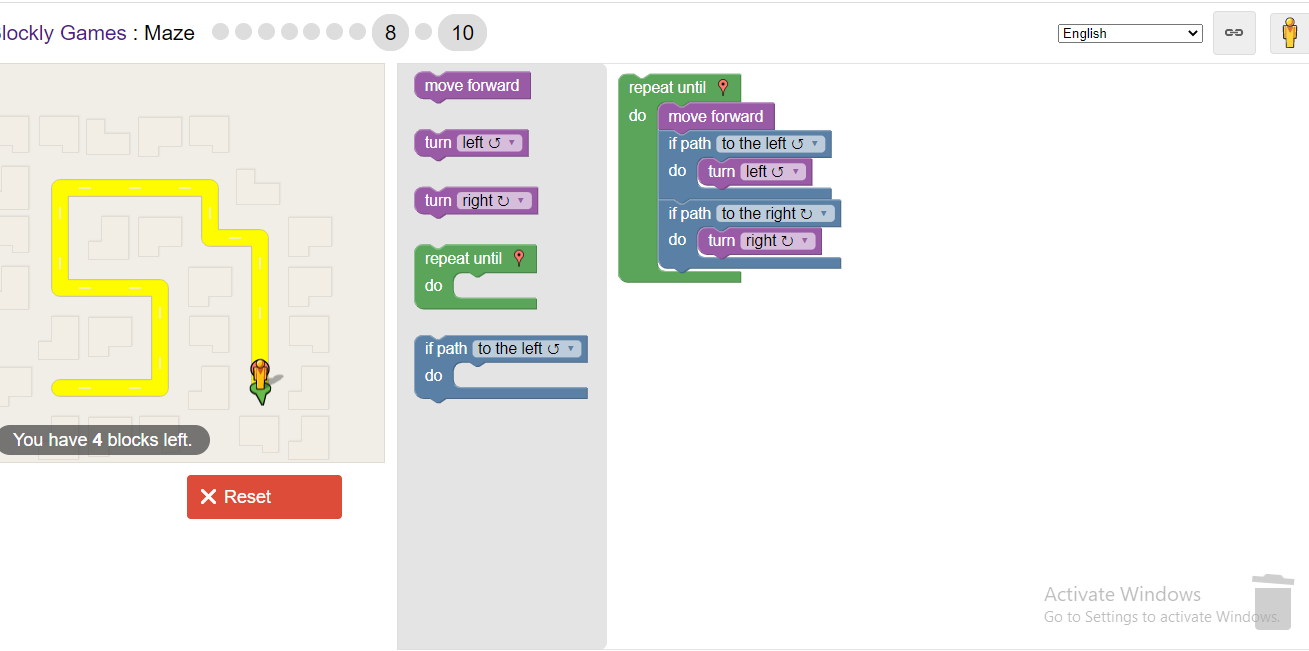 lockly Games : Maze
8
10
English
You have 4 blocks left.
Reset
move forward
turn left ↺ ▼
turn right ↻ ▼
repeat until
do
if path to the left ↺ ▼
do
repeat until
do
move forward
if path to the left ↺ ▼
do
turn left ↺ ▼
if path to the right ↻ ▼
do
turn right ↻ ▼
Activate Windows
Go to Settings to activate Windows.